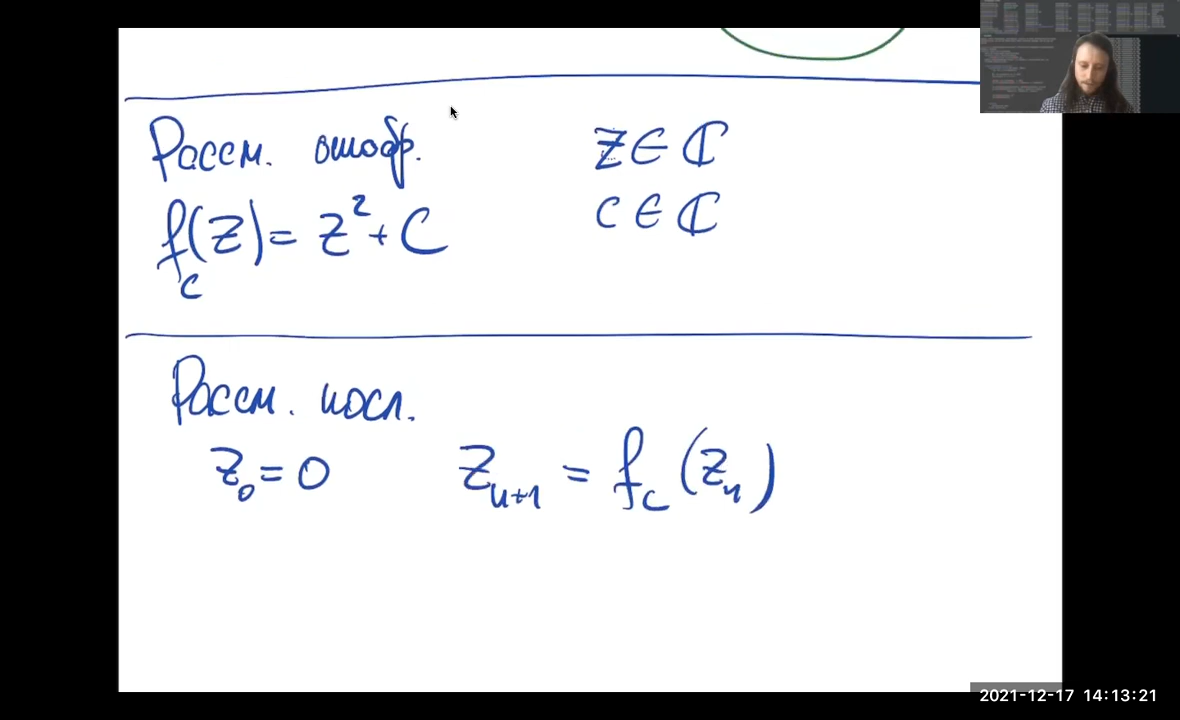 Рассм. отобр.
z ∈ ℂ
f_c(z) = z² + c
c ∈ ℂ
Рассм. посл.
z₀ = 0 z_{n+1} = f_c(z_n)
2021-12-17 14:13:21